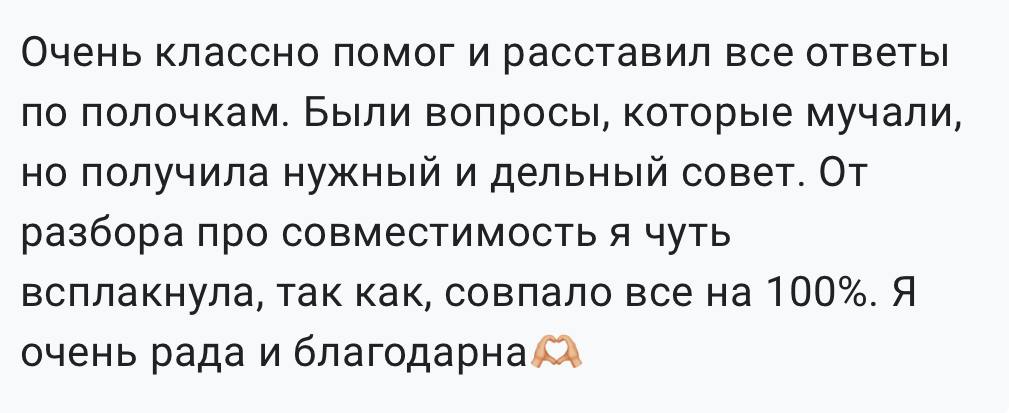 Очень классно помог и расставил все ответы
по полочкам. Были вопросы, которые мучали,
но получила нужный и дельный совет. От
разбора про совместимость я чуть
всплакнула, так как, совпало все на 100%. Я
очень рада и благодарна🫶🏼